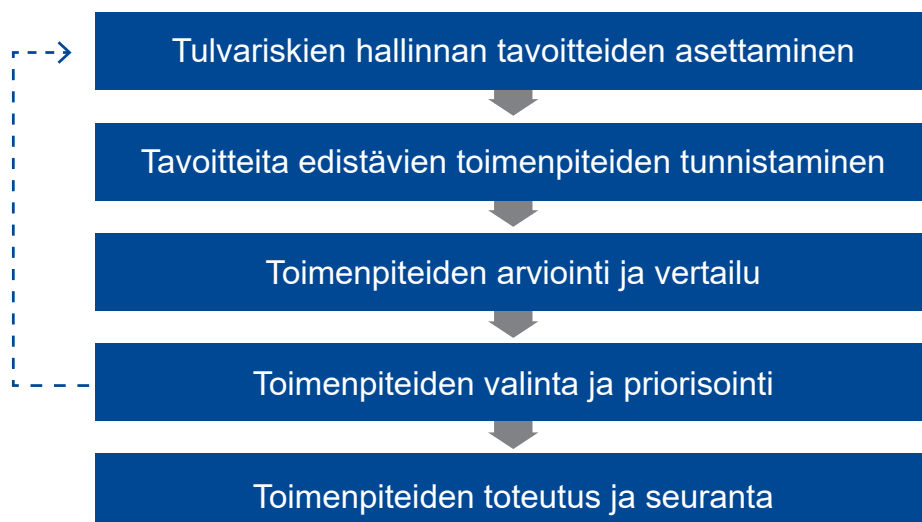 Tulvariskien hallinnan tavoitteiden asettaminen
Tavoitteita edistävien toimenpiteiden tunnistaminen
Toimenpiteiden arviointi ja vertailu
Toimenpiteiden valinta ja priorisointi
Toimenpiteiden toteutus ja seuranta